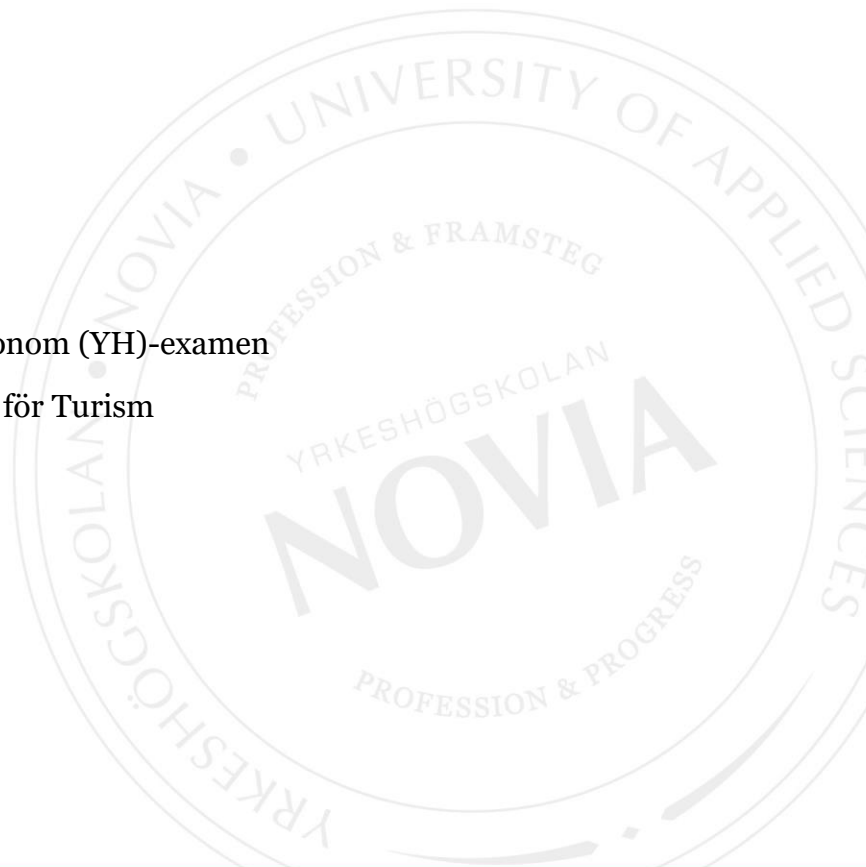 NOVIA • UNIVERSITY OF APPLIED SCIENCES
PROFESSION & FRAMSTEG
onom (YH)-examen
för Turism
YRKESHÖGSKOLAN
NOVIA
PROFESSION & PROGRESS
YRKESHÖGSKOLAN •